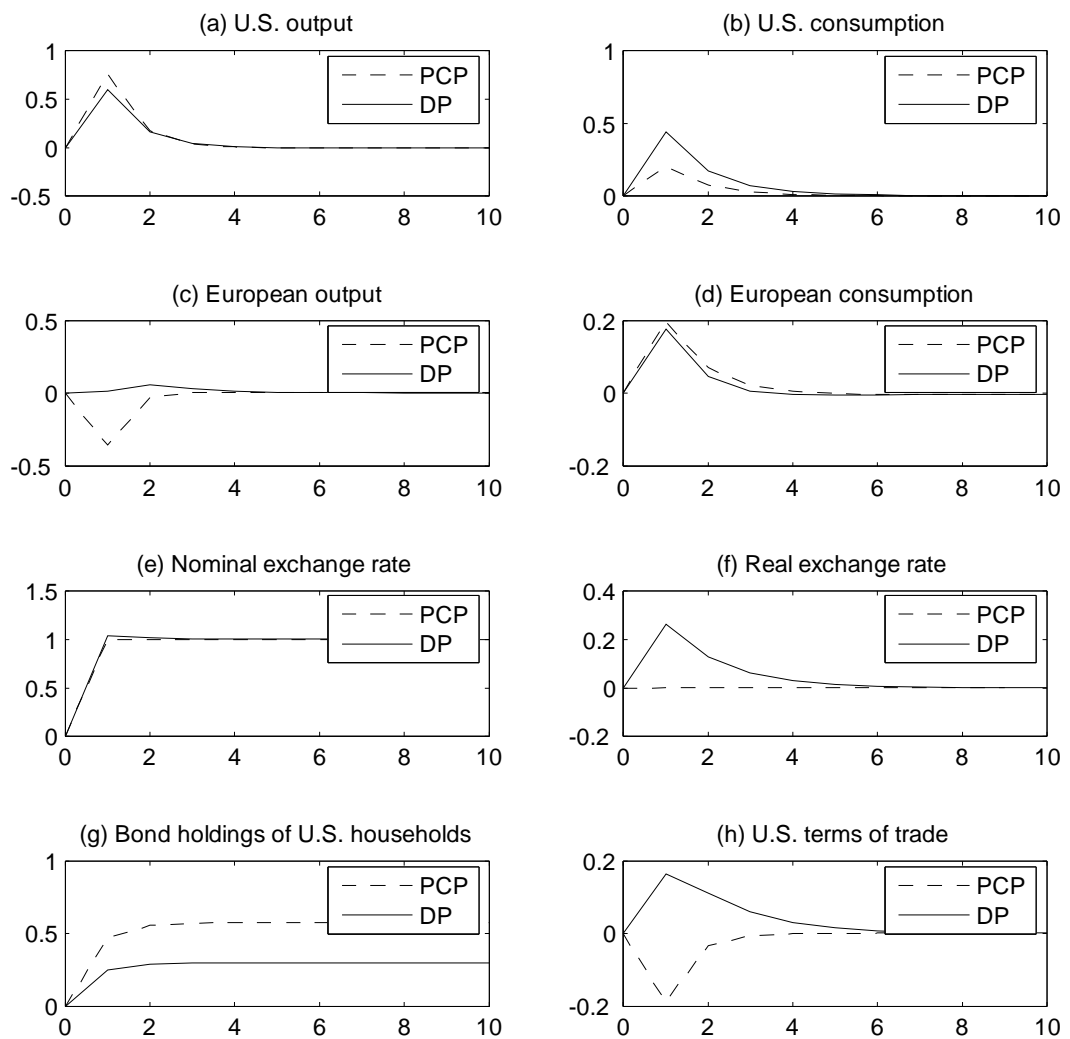 (a) U.S. output
1
0.5
0
-0.5
0 2 4 6 8 10
PCP
DP
(b) U.S. consumption
1
0.5
0
0 2 4 6 8 10
PCP
DP
(c) European output
0.5
0
-0.5
0 2 4 6 8 10
PCP
DP
(d) European consumption
0.2
0
-0.2
0 2 4 6 8 10
PCP
DP
(e) Nominal exchange rate
1.5
1
0.5
0
0 2 4 6 8 10
PCP
DP
(f) Real exchange rate
0.4
0.2
0
-0.2
0 2 4 6 8 10
PCP
DP
(g) Bond holdings of U.S. households
1
0.5
0
0 2 4 6 8 10
PCP
DP
(h) U.S. terms of trade
0.2
0
-0.2
0 2 4 6 8 10
PCP
DP